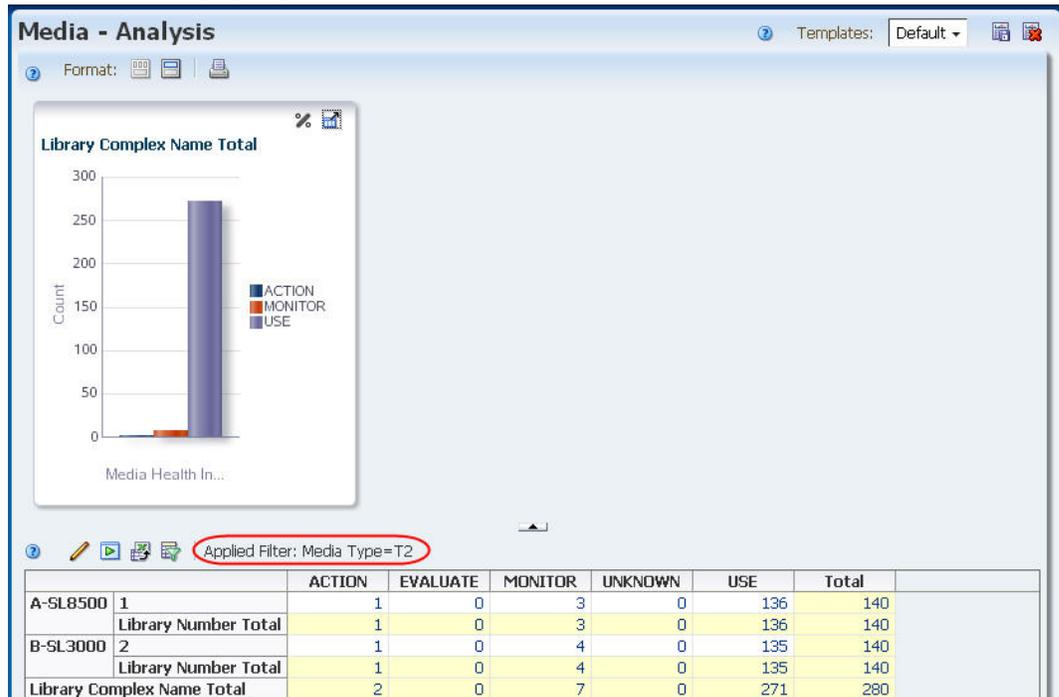 Media - Analysis
Templates: Default
Format:
Library Complex Name Total
300
250
200
150
100
50
0
Count
ACTION
MONITOR
USE
Media Health In...
Applied Filter: Media Type=T2
ACTION EVALUATE MONITOR UNKNOWN USE Total
A-SL8500 1 1 0 3 0 136 140
Library Number Total 1 0 3 0 136 140
B-SL3000 2 1 0 4 0 135 140
Library Number Total 1 0 4 0 135 140
Library Complex Name Total 2 0 7 0 271 280